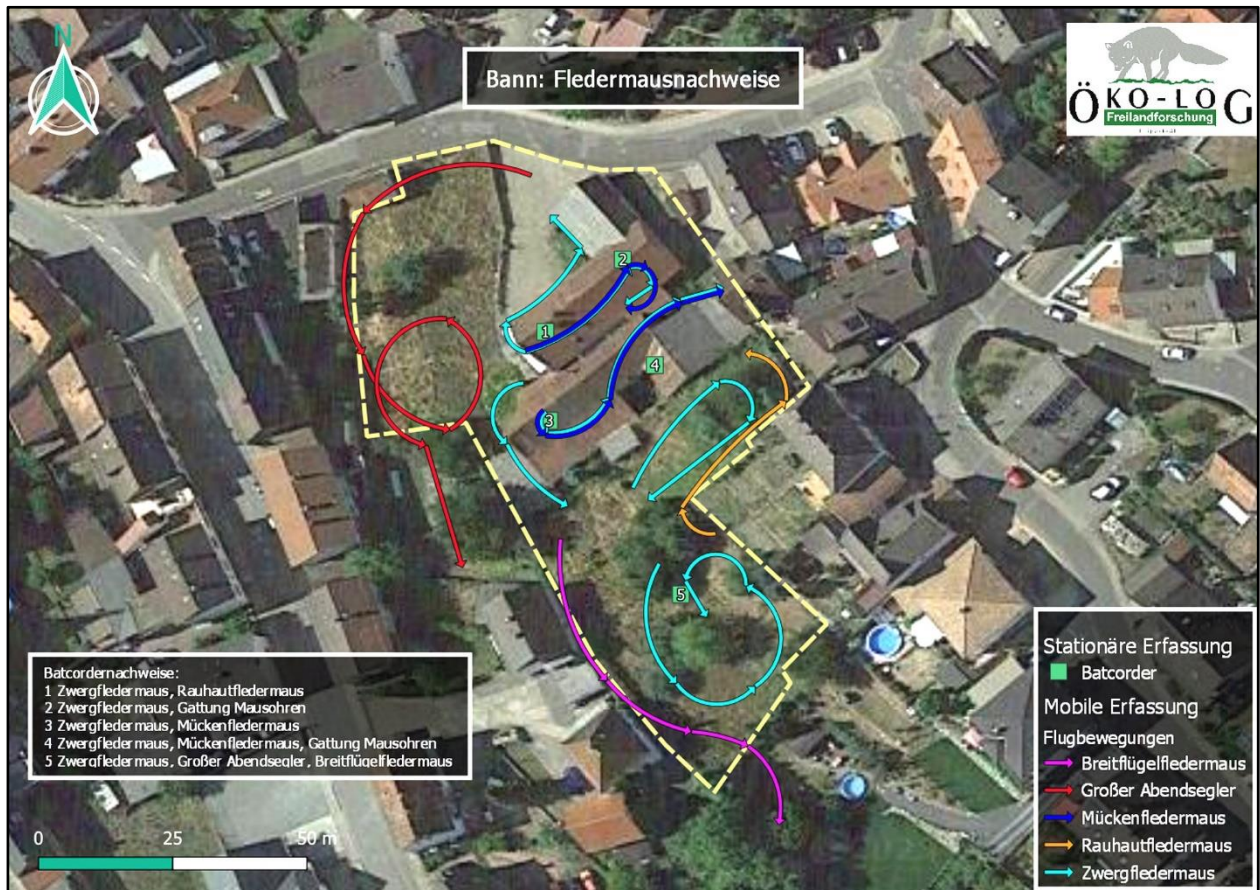 N
Bann: Fledermausnachweise
ÖKO-LOG
Freilandforschung
1
2
3
4
5
Stationäre Erfassung
Batcorder
Mobile Erfassung
Flugbewegungen
Breitflügelfledermaus
Großer Abendsegler
Mückenfledermaus
Rauhautfledermaus
Zwergfledermaus
Batcordernachweise:
1 Zwergfledermaus, Rauhautfledermaus
2 Zwergfledermaus, Gattung Mausohren
3 Zwergfledermaus, Mückenfledermaus
4 Zwergfledermaus, Mückenfledermaus, Gattung Mausohren
5 Zwergfledermaus, Großer Abendsegler, Breitflügelfledermaus
0 25 50 m